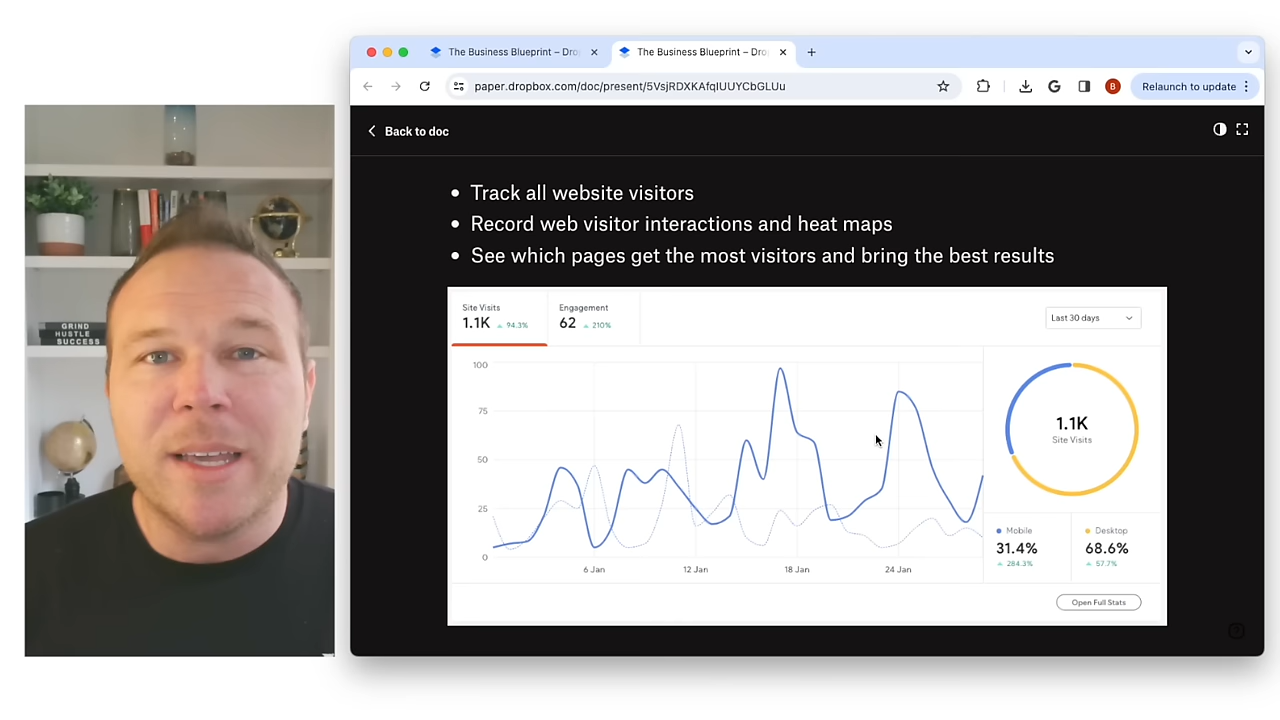 The Business Blueprint – Dro
The Business Blueprint – Dro
paper.dropbox.com/doc/present/5VsjRDXKAfqIUUYCbGLUu
B
Relaunch to update
Back to doc
GRIND
HUSTLE
SUCCESS
• Track all website visitors
• Record web visitor interactions and heat maps
• See which pages get the most visitors and bring the best results
Site Visits
1.1K 94.3%
Engagement
62 210%
Last 30 days
100
75
50
25
0
6 Jan
12 Jan
18 Jan
24 Jan
1.1K
Site Visits
Mobile
31.4%
284.3%
Desktop
68.6%
57.7%
Open Full Stats